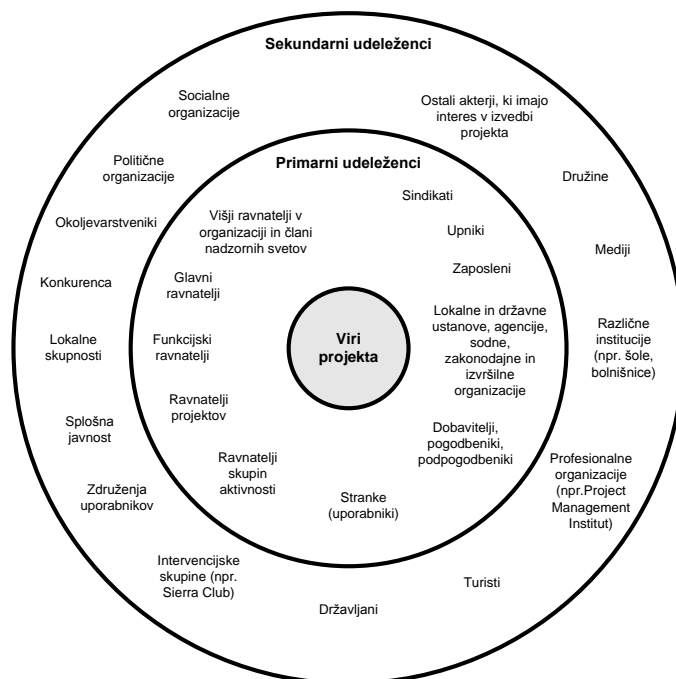 Sekundarni udeleženci
Socialne
organizacije
Ostali akterji, ki imajo
interes v izvedbi
projekta
Politične
organizacije
Družine
Okoljevarstveniki
Mediji
Konkurenca
Različne
institucije
(npr. šole,
bolnišnice)
Lokalne
skupnosti
Splošna
javnost
Profesionalne
organizacije
(npr.Project
Management
Institut)
Združenja
uporabnikov
Intervencijske
skupine (npr.
Sierra Club)
Turisti
Državljani
Primarni udeleženci
Sindikati
Višji ravnatelji v
organizaciji in člani
nadzornih svetov
Upniki
Zaposleni
Glavni
ravnatelji
Lokalne in državne
ustanove, agencije,
sodne,
zakonodajne in
izvršilne
organizacije
Funkcijski
ravnatelji
Ravnatelji
projektov
Dobavitelji,
pogodbeniki,
podpogodbeniki
Ravnatelji
skupin
aktivnosti
Stranke
(uporabniki)
Viri
projekta